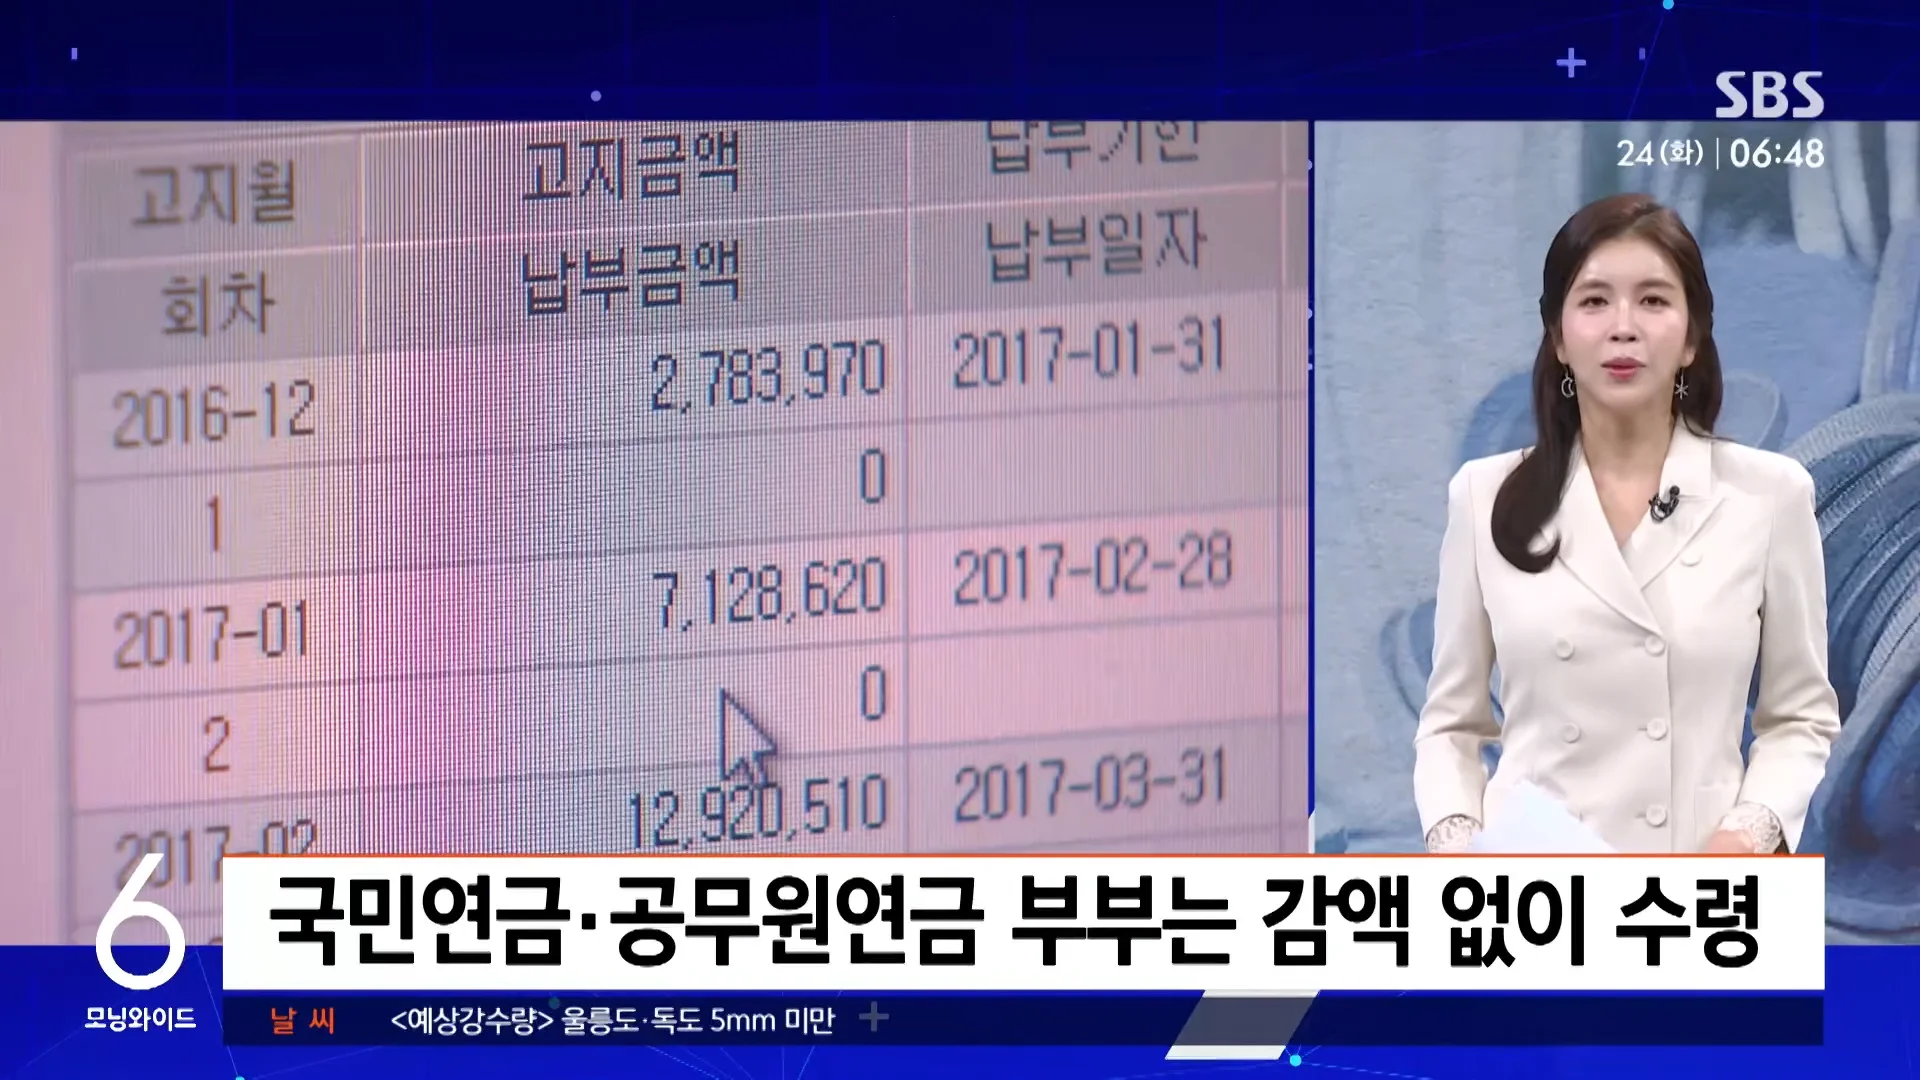 SBS
24(화) | 06:48
고지월 고지금액 납부기한
회차 납부금액 납부일자
2016-12 2,783,970 2017-01-31
1 0
2017-01 7,128,620 2017-02-28
2 0
2017-02 12,920,510 2017-03-31
국민연금·공무원연금 부부는 감액 없이 수령
6
모닝와이드
날씨 <예상강수량> 울릉도·독도 5mm 미만